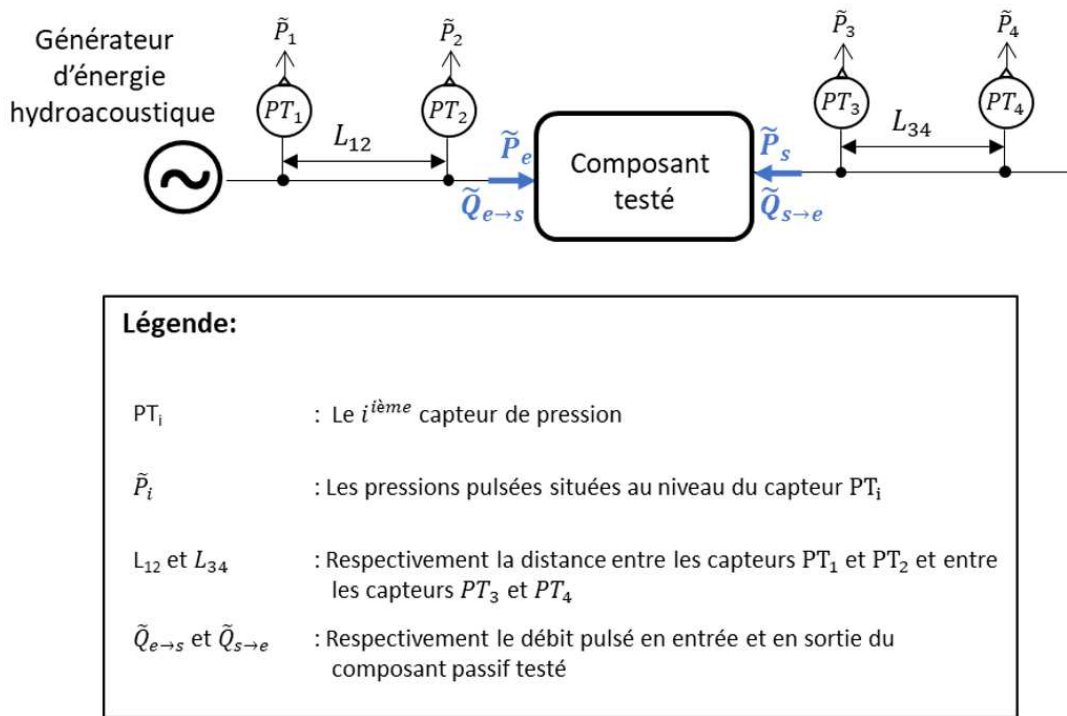 Générateur
d'énergie
hydroacoustique
P̃₁
P̃₂
P̃₃
P̃₄
PT₁
PT₂
PT₃
PT₄
L₁₂
L₃₄
P̃ₑ
Q̃ₑ→ₛ
Composant
testé
P̃ₛ
Q̃ₛ→ₑ
Légende:
PTᵢ : Le i^{ième} capteur de pression
P̃ᵢ : Les pressions pulsées situées au niveau du capteur PTᵢ
L₁₂ et L₃₄ : Respectivement la distance entre les capteurs PT₁ et PT₂ et entre
les capteurs PT₃ et PT₄
Q̃ₑ→ₛ et Q̃ₛ→ₑ : Respectivement le débit pulsé en entrée et en sortie du
composant passif testé